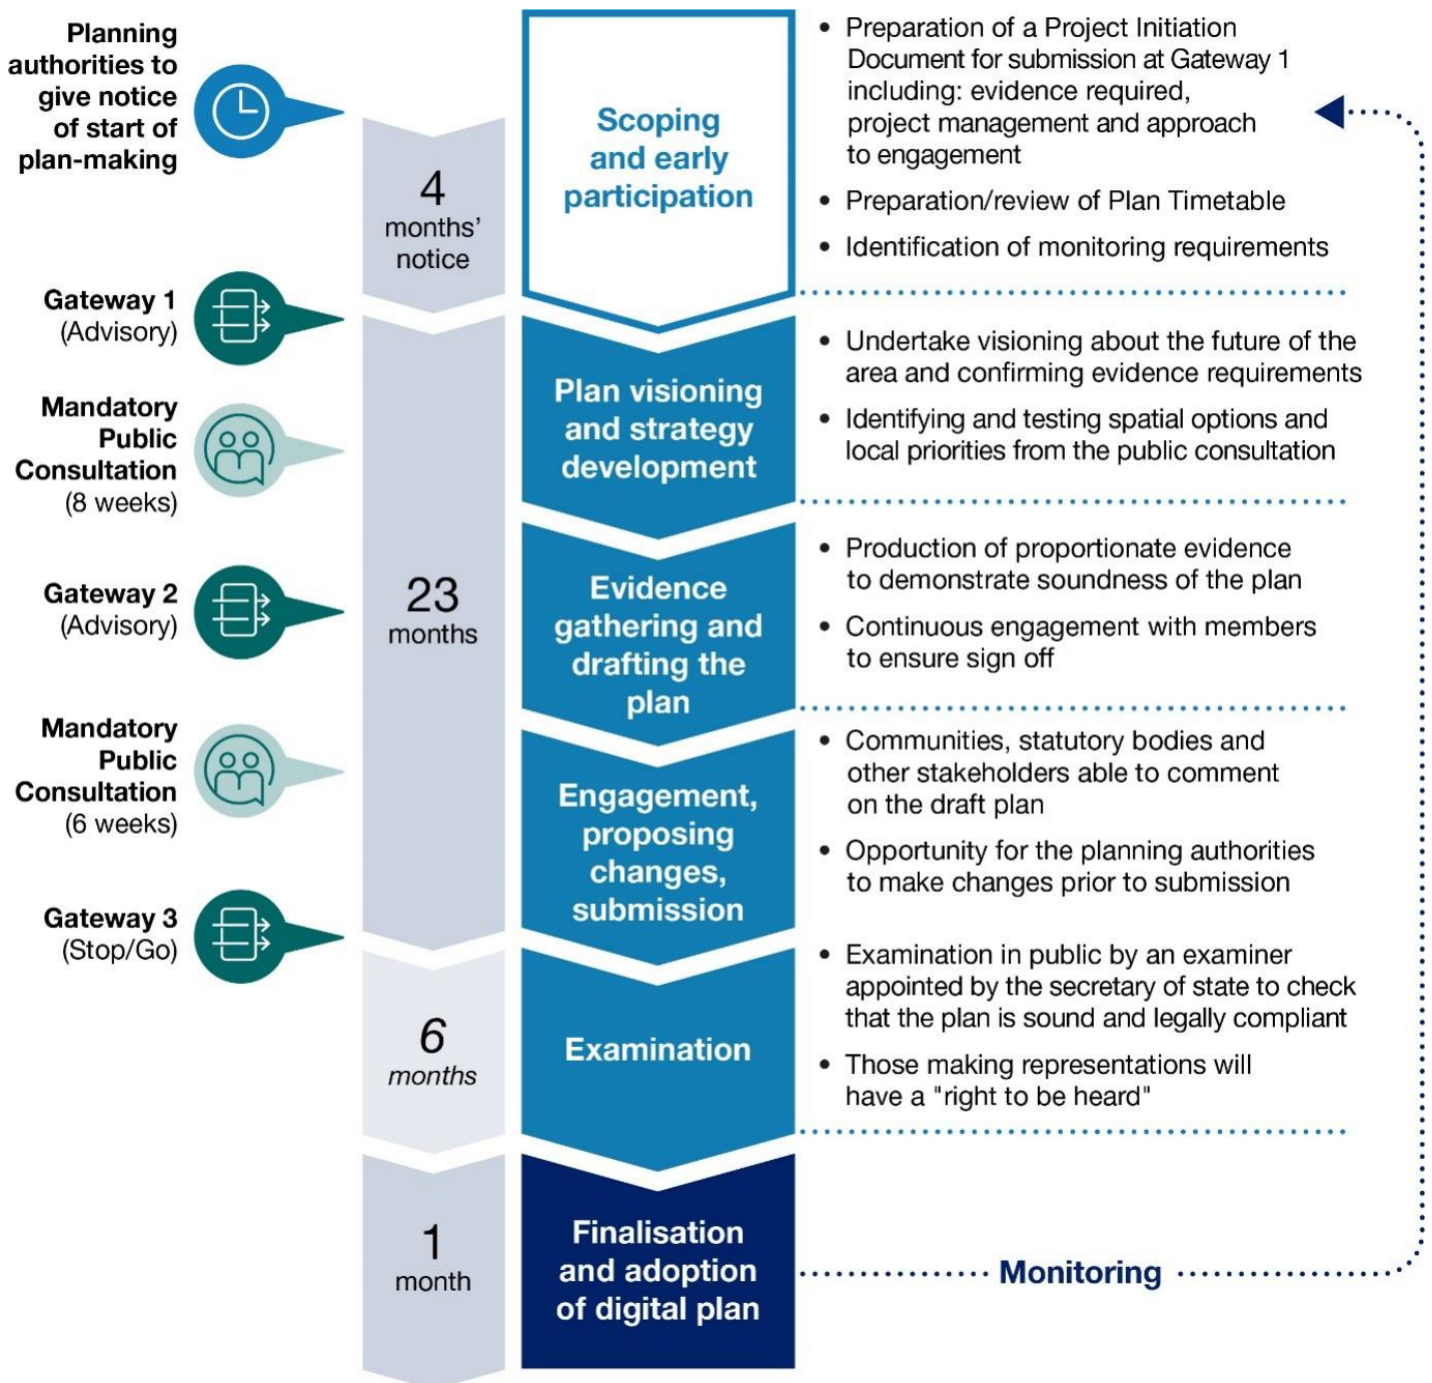 Planning
authorities to
give notice
of start of
plan-making
4
months’
notice
Scoping
and early
participation
• Preparation of a Project Initiation
Document for submission at Gateway 1
including: evidence required,
project management and approach
to engagement
• Preparation/review of Plan Timetable
• Identification of monitoring requirements
Gateway 1
(Advisory)
Mandatory
Public
Consultation
(8 weeks)
Plan visioning
and strategy
development
• Undertake visioning about the future of the
area and confirming evidence requirements
• Identifying and testing spatial options and
local priorities from the public consultation
Gateway 2
(Advisory)
23
months
Evidence
gathering and
drafting the
plan
• Production of proportionate evidence
to demonstrate soundness of the plan
• Continuous engagement with members
to ensure sign off
Mandatory
Public
Consultation
(6 weeks)
Engagement,
proposing
changes,
submission
• Communities, statutory bodies and
other stakeholders able to comment
on the draft plan
• Opportunity for the planning authorities
to make changes prior to submission
Gateway 3
(Stop/Go)
6
months
Examination
• Examination in public by an examiner
appointed by the secretary of state to check
that the plan is sound and legally compliant
• Those making representations will
have a "right to be heard"
1
month
Finalisation
and adoption
of digital plan
Monitoring